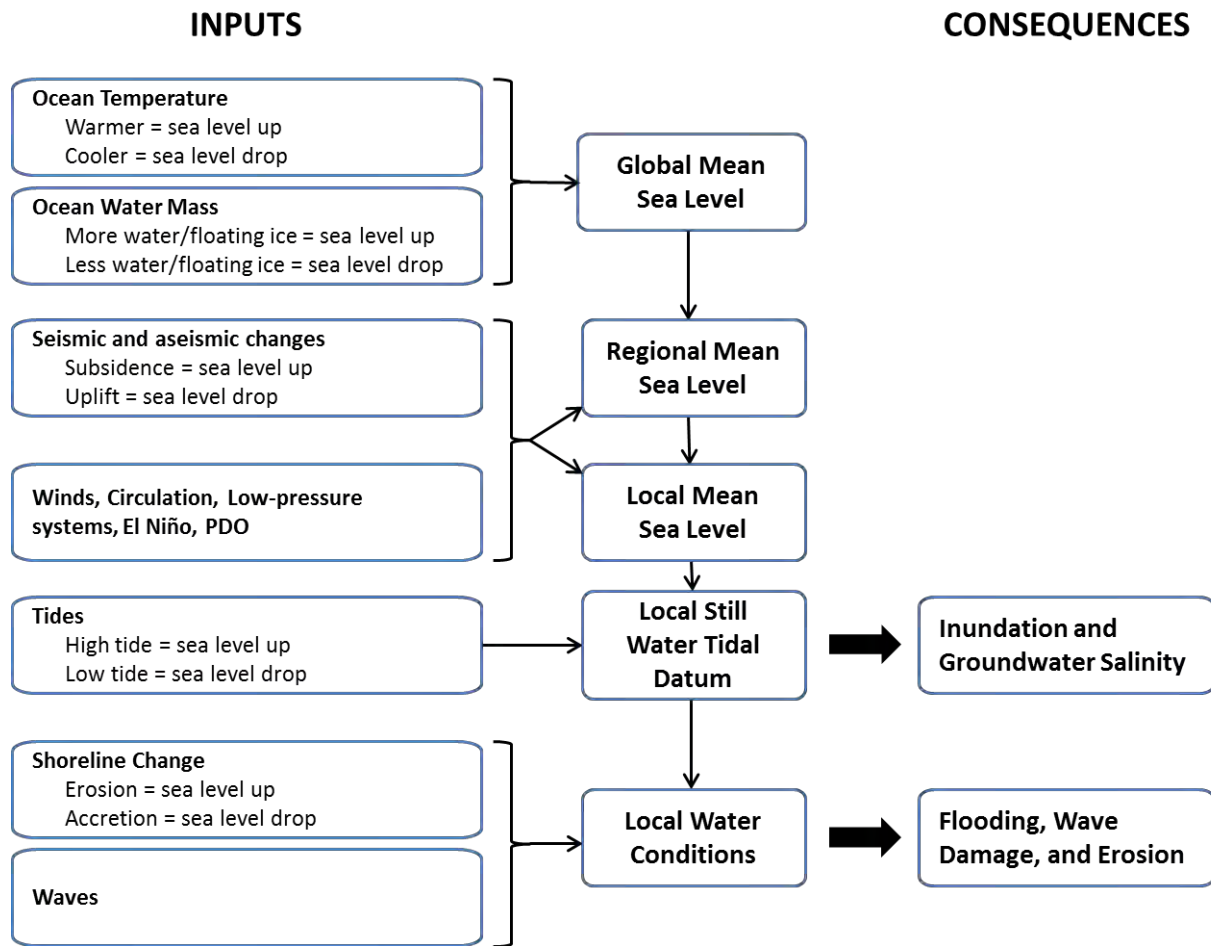 INPUTS
CONSEQUENCES
Ocean Temperature
Warmer = sea level up
Cooler = sea level drop
Ocean Water Mass
More water/floating ice = sea level up
Less water/floating ice = sea level drop
Global Mean
Sea Level
Seismic and aseismic changes
Subsidence = sea level up
Uplift = sea level drop
Regional Mean
Sea Level
Winds, Circulation, Low-pressure
systems, El Niño, PDO
Local Mean
Sea Level
Tides
High tide = sea level up
Low tide = sea level drop
Local Still
Water Tidal
Datum
Inundation and
Groundwater Salinity
Shoreline Change
Erosion = sea level up
Accretion = sea level drop
Waves
Local Water
Conditions
Flooding, Wave
Damage, and Erosion